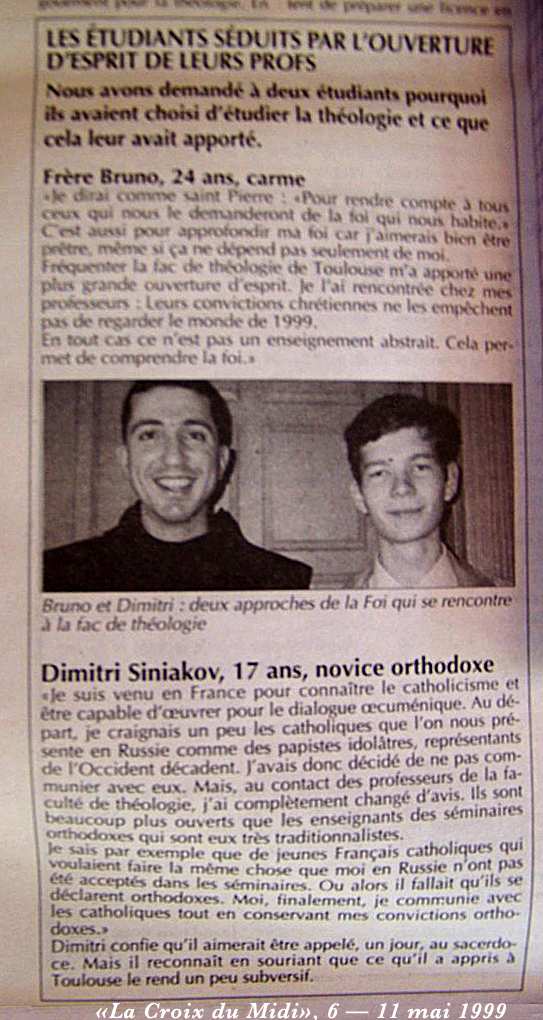 tent de préparer une licence en
LES ÉTUDIANTS SÉDUITS PAR L'OUVERTURE
D'ESPRIT DE LEURS PROFS
Nous avons demandé à deux étudiants pourquoi
ils avaient choisi d'étudier la théologie et ce que
cela leur avait apporté.
Frère Bruno, 24 ans, carme
«Je dirai comme saint Pierre : «Pour rendre compte à tous
ceux qui nous le demanderont de la foi qui nous habite.»
C'est aussi pour approfondir ma foi car j'aimerais bien être
prêtre, même si ça ne dépend pas seulement de moi.
Fréquenter la fac de théologie de Toulouse m'a apporté une
plus grande ouverture d'esprit. Je l'ai rencontrée chez mes
professeurs : Leurs convictions chrétiennes ne les empêchent
pas de regarder le monde de 1999.
En tout cas ce n'est pas un enseignement abstrait. Cela per-
met de comprendre la foi.»
Bruno et Dimitri : deux approches de la Foi qui se rencontre
à la fac de théologie
Dimitri Siniakov, 17 ans, novice orthodoxe
«Je suis venu en France pour connaître le catholicisme et
être capable d'œuvrer pour le dialogue œcuménique. Au dé-
part, je craignais un peu les catholiques que l'on nous pré-
sente en Russie comme des papistes idolâtres, représentants
de l'Occident décadent. J'avais donc décidé de ne pas com-
munier avec eux. Mais, au contact des professeurs de la fa-
culté de théologie, j'ai complètement changé d'avis. Ils sont
beaucoup plus ouverts que les enseignants des séminaires
orthodoxes qui sont eux très traditionnalistes.
Je sais par exemple que de jeunes Français catholiques qui
voulaient faire la même chose que moi en Russie n'ont pas
été acceptés dans les séminaires. Ou alors il fallait qu'ils se
déclarent orthodoxes. Moi, finalement, je communie avec
les catholiques tout en conservant mes convictions ortho-
doxes.»
Dimitri confie qu'il aimerait être appelé, un jour, au sacerdo-
ce. Mais il reconnaît en souriant que ce qu'il a appris à
Toulouse le rend un peu subversif.
«La Croix du Midi», 6 — 11 mai 1999